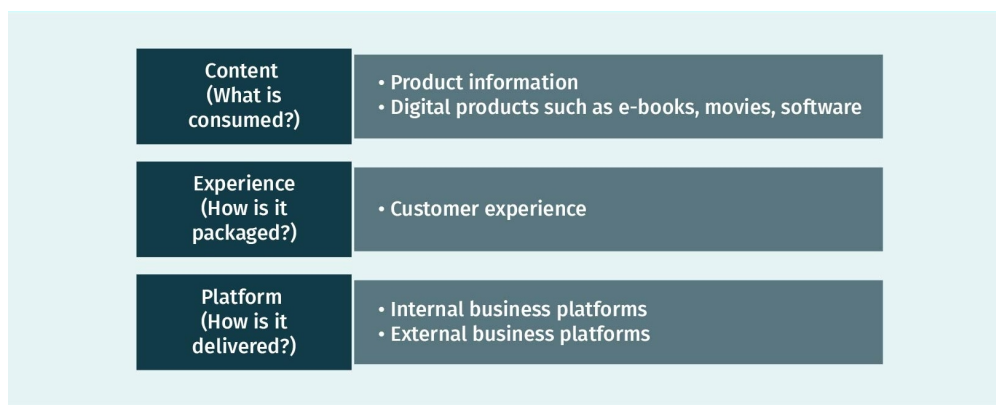 Content
(What is
consumed?)
• Product information
• Digital products such as e-books, movies, software
Experience
(How is it
packaged?)
• Customer experience
Platform
(How is it
delivered?)
• Internal business platforms
• External business platforms